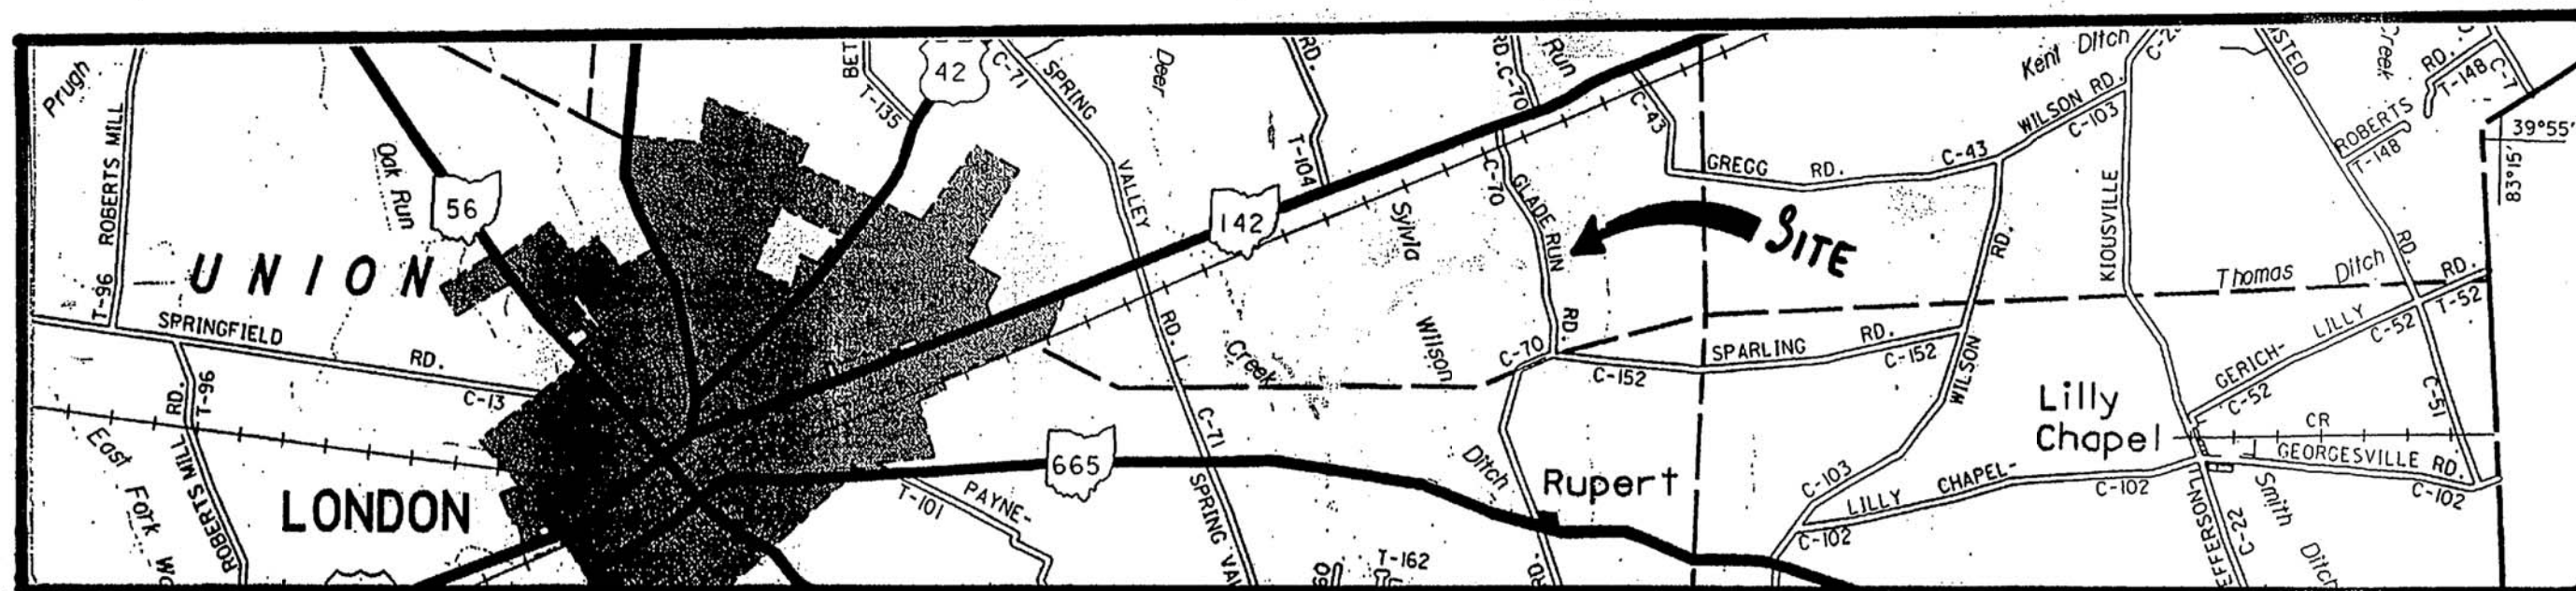 Prugh
T-96 ROBERTS MILL
Oak Run
56
UNION
SPRINGFIELD RD.
C-13
RD.
T-96
ROBERTS MILL
East Fork
LONDON
T-135
42
C-71
SPRING VALLEY RD.
C-71
SPRING
Deer
Creek
RD.
T-104
142
Sylvia
Wilson
Ditch
665
T-101
PAYNE-
T-162
RD. C-70
Run
C-70
GLADE RUN RD.
SITE
C-70
C-152
SPARLING RD.
C-152
Rupert
RD.
C-43
GREGG RD.
C-43
WILSON RD.
C-103
Kent Ditch
WILSON RD.
C-103
C-102
LILLY CHAPEL-
C-102
KIOUSVILLE
Lilly
Chapel
Thomas Ditch
GERICH-LILLY RD.
C-52
C-52
T-52
CR
GEORGESVILLE RD.
C-102
C-51
C-22
Smith Ditch
ROBERTS RD.
T-148
T-148
RD.
39°55'
83°15'